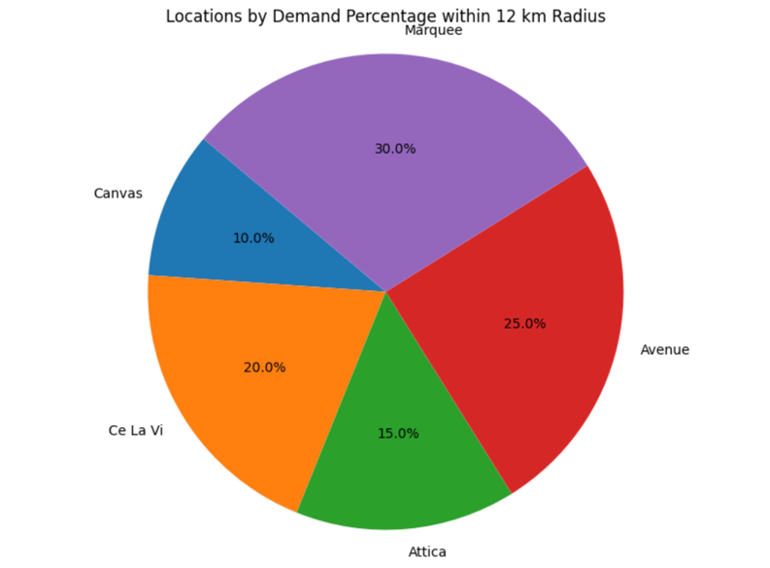 Locations by Demand Percentage within 12 km Radius
Marquee
30.0%
Canvas
10.0%
25.0%
Avenue
20.0%
Ce La Vi
15.0%
Attica